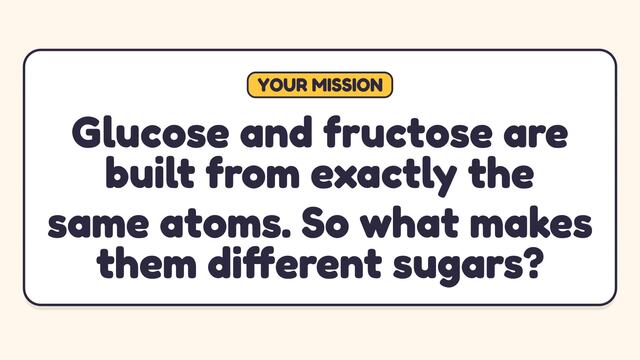 YOUR MISSION
Glucose and fructose are
built from exactly the
same atoms. So what makes
them different sugars?